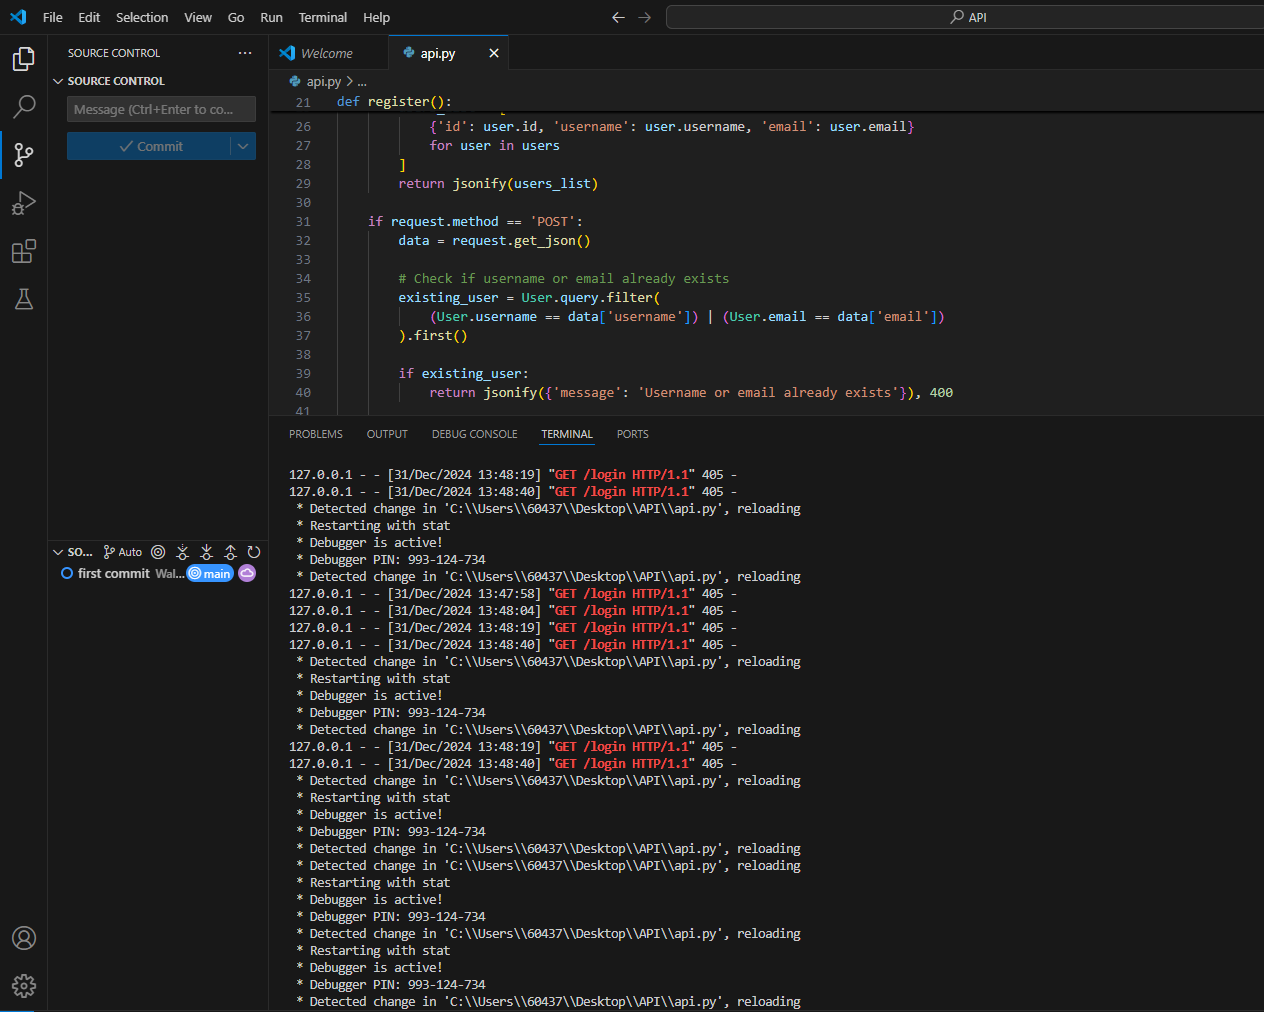 File Edit Selection View Go Run Terminal Help
API
SOURCE CONTROL
SOURCE CONTROL
Message (Ctrl+Enter to co...
Commit
SO... Auto
first commit Wal... main
Welcome
api.py
api.py > ...
21 def register():
26 {'id': user.id, 'username': user.username, 'email': user.email}
27 for user in users
28 ]
29 return jsonify(users_list)
30
31 if request.method == 'POST':
32 data = request.get_json()
33
34 # Check if username or email already exists
35 existing_user = User.query.filter(
36 (User.username == data['username']) | (User.email == data['email'])
37 ).first()
38
39 if existing_user:
40 return jsonify({'message': 'Username or email already exists'}), 400
41
PROBLEMS OUTPUT DEBUG CONSOLE TERMINAL PORTS
127.0.0.1 - - [31/Dec/2024 13:48:19] "GET /login HTTP/1.1" 405 -
127.0.0.1 - - [31/Dec/2024 13:48:40] "GET /login HTTP/1.1" 405 -
* Detected change in 'C:\\Users\\60437\\Desktop\\API\\api.py', reloading
* Restarting with stat
* Debugger is active!
* Debugger PIN: 993-124-734
* Detected change in 'C:\\Users\\60437\\Desktop\\API\\api.py', reloading
127.0.0.1 - - [31/Dec/2024 13:47:58] "GET /login HTTP/1.1" 405 -
127.0.0.1 - - [31/Dec/2024 13:48:04] "GET /login HTTP/1.1" 405 -
127.0.0.1 - - [31/Dec/2024 13:48:19] "GET /login HTTP/1.1" 405 -
127.0.0.1 - - [31/Dec/2024 13:48:40] "GET /login HTTP/1.1" 405 -
* Detected change in 'C:\\Users\\60437\\Desktop\\API\\api.py', reloading
* Restarting with stat
* Debugger is active!
* Debugger PIN: 993-124-734
* Detected change in 'C:\\Users\\60437\\Desktop\\API\\api.py', reloading
127.0.0.1 - - [31/Dec/2024 13:48:19] "GET /login HTTP/1.1" 405 -
127.0.0.1 - - [31/Dec/2024 13:48:40] "GET /login HTTP/1.1" 405 -
* Detected change in 'C:\\Users\\60437\\Desktop\\API\\api.py', reloading
* Restarting with stat
* Debugger is active!
* Debugger PIN: 993-124-734
* Detected change in 'C:\\Users\\60437\\Desktop\\API\\api.py', reloading
* Detected change in 'C:\\Users\\60437\\Desktop\\API\\api.py', reloading
* Restarting with stat
* Debugger is active!
* Debugger PIN: 993-124-734
* Detected change in 'C:\\Users\\60437\\Desktop\\API\\api.py', reloading
* Restarting with stat
* Debugger is active!
* Debugger PIN: 993-124-734
* Detected change in 'C:\\Users\\60437\\Desktop\\API\\api.py', reloading